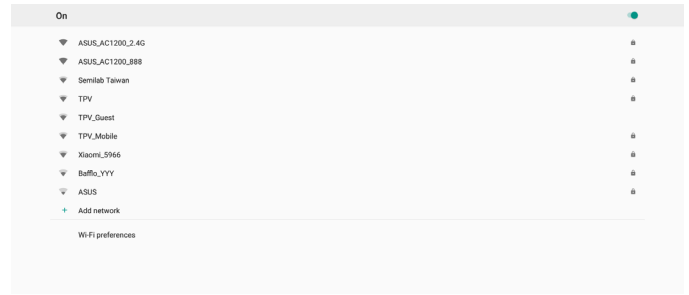 On
ASUS_AC1200_2.4G
ASUS_AC1200_888
Semilab Taiwan
TPV
TPV_Guest
TPV_Mobile
Xiaomi_5966
Bafflo_YYY
ASUS
+ Add network
Wi-Fi preferences